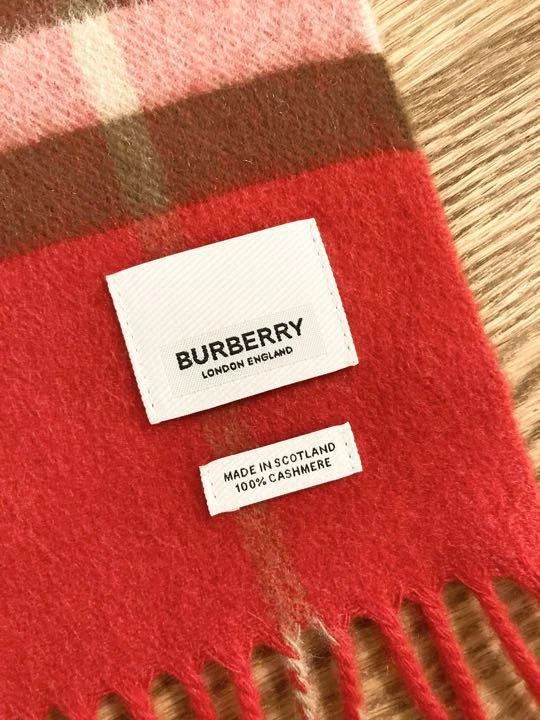 BURBERRY
LONDON ENGLAND
MADE IN SCOTLAND
100% CASHMERE